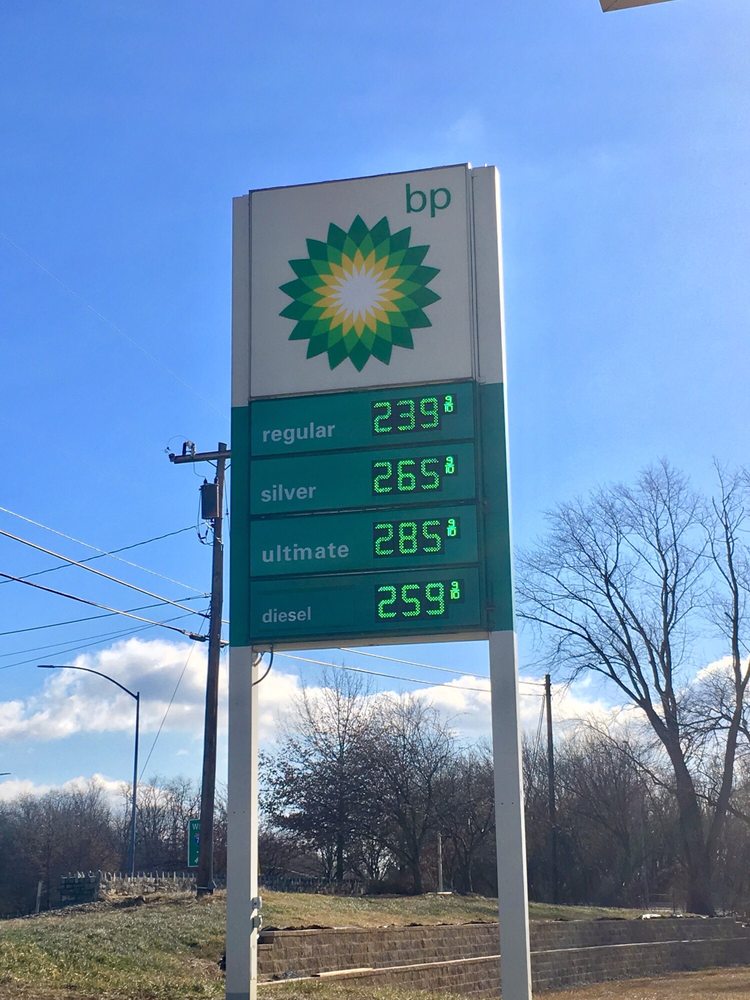 bp
regular 239 9/10
silver 265 9/10
ultimate 285 9/10
diesel 259 9/10